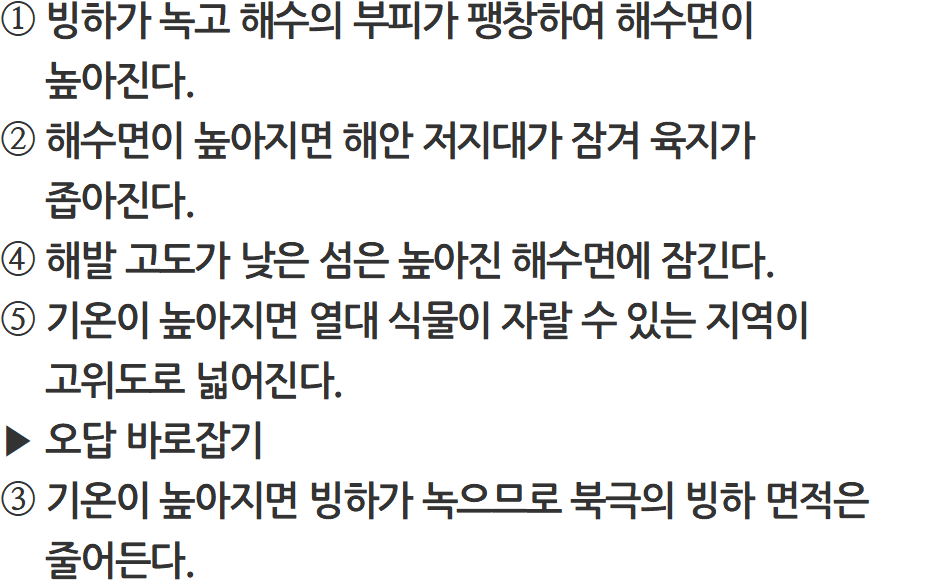 ① 빙하가 녹고 해수의 부피가 팽창하여 해수면이
높아진다.
② 해수면이 높아지면 해안 저지대가 잠겨 육지가
좁아진다.
④ 해발 고도가 낮은 섬은 높아진 해수면에 잠긴다.
⑤ 기온이 높아지면 열대 식물이 자랄 수 있는 지역이
고위도로 넓어진다.
▶ 오답 바로잡기
③ 기온이 높아지면 빙하가 녹으므로 북극의 빙하 면적은
줄어든다.